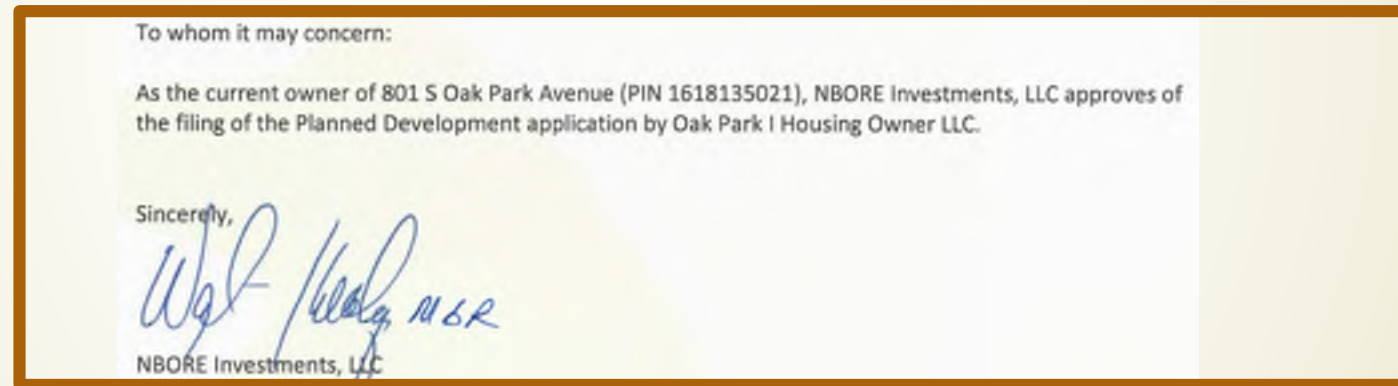 To whom it may concern:
As the current owner of 801 S Oak Park Avenue (PIN 1618135021), NBORE Investments, LLC approves of
the filing of the Planned Development application by Oak Park I Housing Owner LLC.
Sincerely,
MGR
NBORE Investments, LLC